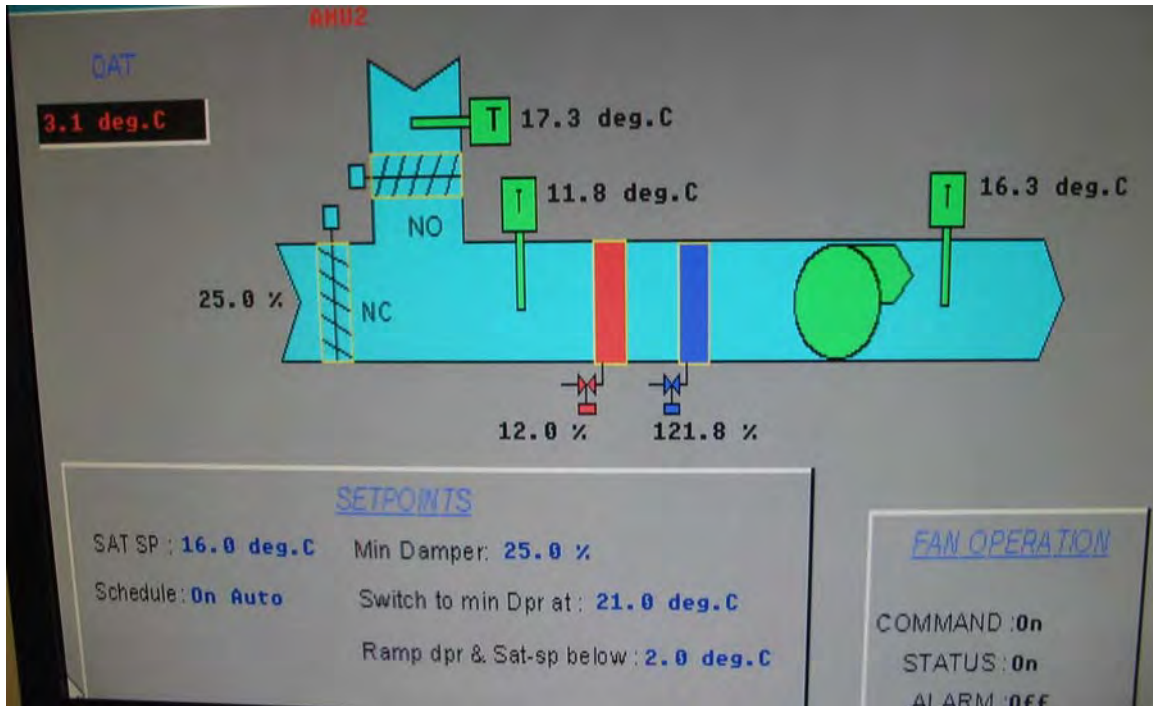 AHU2
OAT
3.1 deg.C
T 17.3 deg.C
T 11.8 deg.C
T 16.3 deg.C
NO
25.0 %
NC
12.0 %
121.8 %
SETPOINTS
SAT SP : 16.0 deg.C
Min Damper: 25.0 %
Schedule: On Auto
Switch to min Dpr at : 21.0 deg.C
Ramp dpr & Sat-sp below : 2.0 deg.C
FAN OPERATION
COMMAND :On
STATUS :On
ALARM :Off